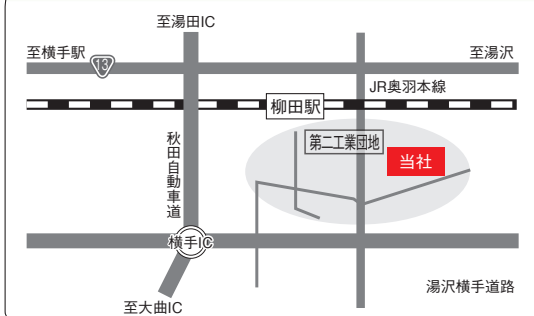 至湯田IC
至横手駅
13
至湯沢
JR奥羽本線
柳田駅
第二工業団地
当社
秋田自動車道
横手IC
湯沢横手道路
至大曲IC